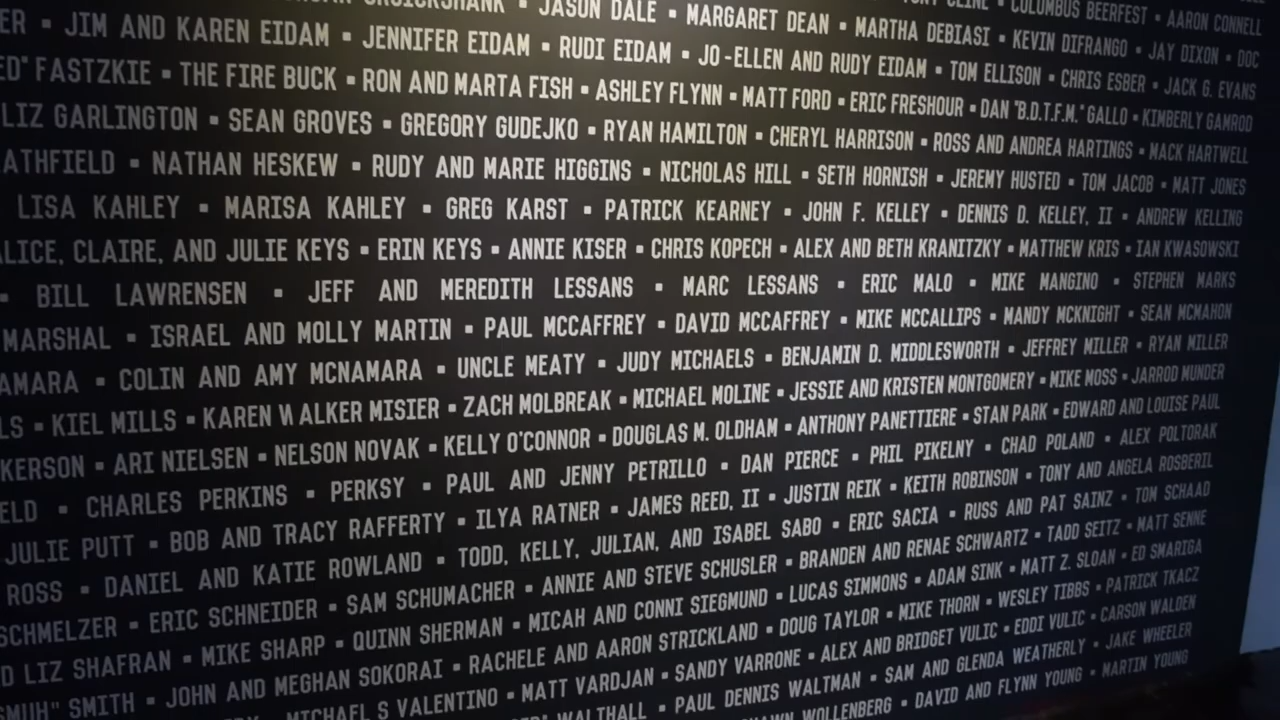 CRUICKSHANK ▪ JASON DALE ▪ MARGARET DEAN ▪ MARTHA DEBIASI ▪ KEVIN DIFRANGO ▪ JAY DIXON ▪ DOC
TONY CLINE ▪ COLUMBUS BEERFEST ▪ AARON CONNELL
ER ▪ JIM AND KAREN EIDAM ▪ JENNIFER EIDAM ▪ RUDI EIDAM ▪ JO-ELLEN AND RUDY EIDAM ▪ TOM ELLISON ▪ CHRIS ESBER ▪ JACK G. EVANS
ED" FASTZKIE ▪ THE FIRE BUCK ▪ RON AND MARTA FISH ▪ ASHLEY FLYNN ▪ MATT FORD ▪ ERIC FRESHOUR ▪ DAN "B.D.T.F.M." GALLO ▪ KIMBERLY GAMROD
LIZ GARLINGTON ▪ SEAN GROVES ▪ GREGORY GUDEJKO ▪ RYAN HAMILTON ▪ CHERYL HARRISON ▪ ROSS AND ANDREA HARTINGS ▪ MACK HARTWELL
ATHFIELD ▪ NATHAN HESKEW ▪ RUDY AND MARIE HIGGINS ▪ NICHOLAS HILL ▪ SETH HORNISH ▪ JEREMY HUSTED ▪ TOM JACOB ▪ MATT JONES
LISA KAHLEY ▪ MARISA KAHLEY ▪ GREG KARST ▪ PATRICK KEARNEY ▪ JOHN F. KELLEY ▪ DENNIS D. KELLEY, II ▪ ANDREW KELLING
ALICE, CLAIRE, AND JULIE KEYS ▪ ERIN KEYS ▪ ANNIE KISER ▪ CHRIS KOPECH ▪ ALEX AND BETH KRANITZKY ▪ MATTHEW KRIS ▪ IAN KWASOWSKI
▪ BILL LAWRENSEN ▪ JEFF AND MEREDITH LESSANS ▪ MARC LESSANS ▪ ERIC MALO ▪ MIKE MANGINO ▪ STEPHEN MARKS
MARSHAL ▪ ISRAEL AND MOLLY MARTIN ▪ PAUL MCCAFFREY ▪ DAVID MCCAFFREY ▪ MIKE MCCALLIPS ▪ MANDY MCKNIGHT ▪ SEAN MCMAHON
AMARA ▪ COLIN AND AMY MCNAMARA ▪ UNCLE MEATY ▪ JUDY MICHAELS ▪ BENJAMIN D. MIDDLESWORTH ▪ JEFFREY MILLER ▪ RYAN MILLER
LS ▪ KIEL MILLS ▪ KAREN WALKER MISIER ▪ ZACH MOLBREAK ▪ MICHAEL MOLINE ▪ JESSIE AND KRISTEN MONTGOMERY ▪ MIKE MOSS ▪ JARROD MUNDER
KERSON ▪ ARI NIELSEN ▪ NELSON NOVAK ▪ KELLY O'CONNOR ▪ DOUGLAS M. OLDHAM ▪ ANTHONY PANETTIERE ▪ STAN PARK ▪ EDWARD AND LOUISE PAUL
ELD ▪ CHARLES PERKINS ▪ PERKSY ▪ PAUL AND JENNY PETRILLO ▪ DAN PIERCE ▪ PHIL PIKELNY ▪ CHAD POLAND ▪ ALEX POLTORAK
JULIE PUTT ▪ BOB AND TRACY RAFFERTY ▪ ILYA RATNER ▪ JAMES REED, II ▪ JUSTIN REIK ▪ KEITH ROBINSON ▪ TONY AND ANGELA ROSBERIL
ROSS ▪ DANIEL AND KATIE ROWLAND ▪ TODD, KELLY, JULIAN, AND ISABEL SABO ▪ ERIC SACIA ▪ RUSS AND PAT SAINZ ▪ TOM SCHAAD
SCHMELZER ▪ ERIC SCHNEIDER ▪ SAM SCHUMACHER ▪ ANNIE AND STEVE SCHUSLER ▪ BRANDEN AND RENAE SCHWARTZ ▪ TADD SEITZ ▪ MATT SENNE
D LIZ SHAFRAN ▪ MIKE SHARP ▪ QUINN SHERMAN ▪ MICAH AND CONNI SIEGMUND ▪ LUCAS SIMMONS ▪ ADAM SINK ▪ MATT Z. SLOAN ▪ ED SMARIGA
SMUH" SMITH ▪ JOHN AND MEGHAN SOKORAI ▪ RACHELE AND AARON STRICKLAND ▪ DOUG TAYLOR ▪ MIKE THORN ▪ WESLEY TIBBS ▪ PATRICK TKACZ
▪ MICHAEL S VALENTINO ▪ MATT VARDJAN ▪ SANDY VARRONE ▪ ALEX AND BRIDGET VULIC ▪ EDDI VULIC ▪ CARSON WALDEN
WALTHALL ▪ PAUL DENNIS WALTMAN ▪ SAM AND GLENDA WEATHERLY ▪ JAKE WHEELER
WOLLENBERG ▪ DAVID AND FLYNN YOUNG ▪ MARTIN YOUNG